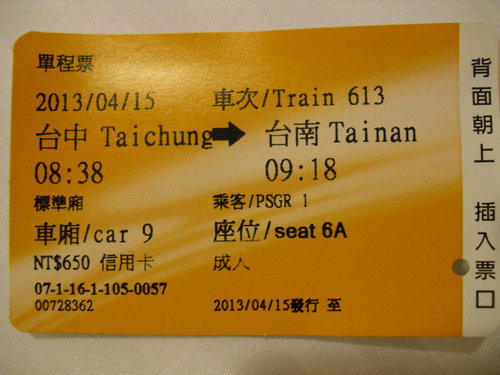 單程票
2013/04/15 車次/Train 613
台中 Taichung → 台南 Tainan
08:38 09:18
標準廂 乘客/PSGR 1
車廂/car 9 座位/seat 6A
NT$650 信用卡 成人
07-1-16-1-105-0057
00728362 2013/04/15發行 至
背面朝上 插入票口